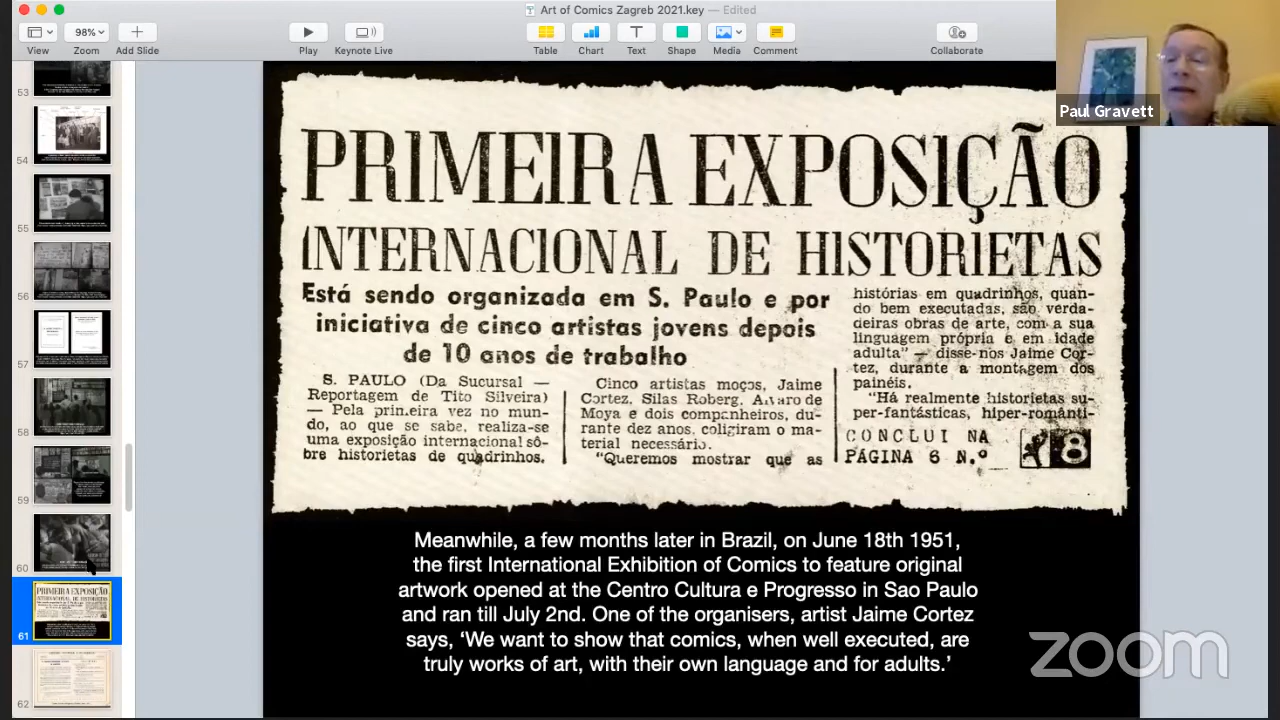 Art of Comics Zagreb 2021.key — Edited
98%
View
Zoom
Add Slide
Play
Keynote Live
Table
Chart
Text
Shape
Media
Comment
Collaborate
Paul Gravett
53
54
55
56
57
58
59
60
61
62
PRIMEIRA EXPOSIÇÃO
INTERNACIONAL DE HISTORIETAS
Está sendo organizada em S. Paulo e por
iniciativa de cinco artistas jovens depois
de 10 anos de trabalho
S. PAULO (Da Sucursal —
Reportagem de Tito Silveira)
— Pela primeira vez no mun-
do, ao que se sabe, realiza-se
uma exposição internacional sô-
bre historietas de quadrinhos.
Cinco artistas moços, Jaime
Cortez, Silas Roberg, Alvaro de
Moya e dois companheiros, du-
rante dez anos, coligiram o ma-
terial necessário.
“Queremos mostrar que as
histórias em quadrinhos, quan-
do bem executadas, são verda-
deiras obras de arte, com a sua
linguagem própria e em idade
adulta” — disse-nos Jaime Cor-
tez, durante a montagem dos
painéis.
“Há realmente historietas su-
per-fantásticas, hiper-românti-
CONCLUI NA
PÁGINA 6 N.º
8
Meanwhile, a few months later in Brazil, on June 18th 1951,
the first International Exhibition of Comics to feature original
artworks opened at the Centro Cultura e Progresso in Sao Paulo
and ran to July 2nd. One of the organisers, artist Jaime Cortez
says, ‘We want to show that comics, when well executed, are
truly works of art, with their own language and for adults.’
zoom